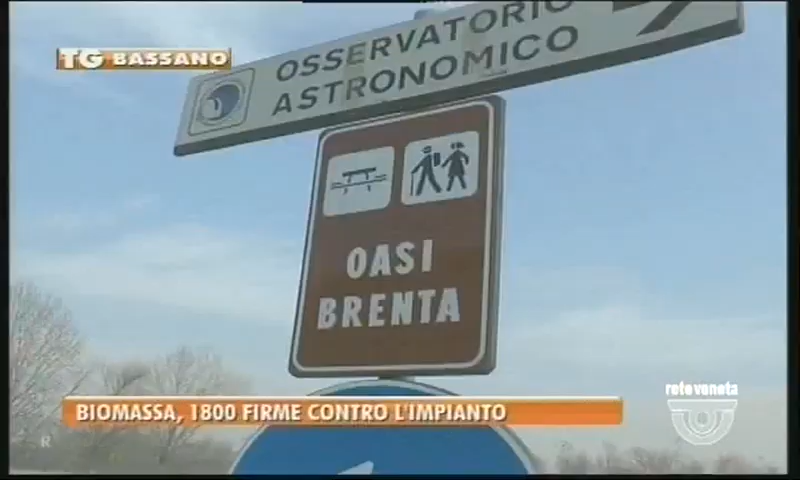 TG BASSANO
OSSERVATORIO
ASTRONOMICO
OASI
BRENTA
BIOMASSA, 1800 FIRME CONTRO L'IMPIANTO
reteveneta
R